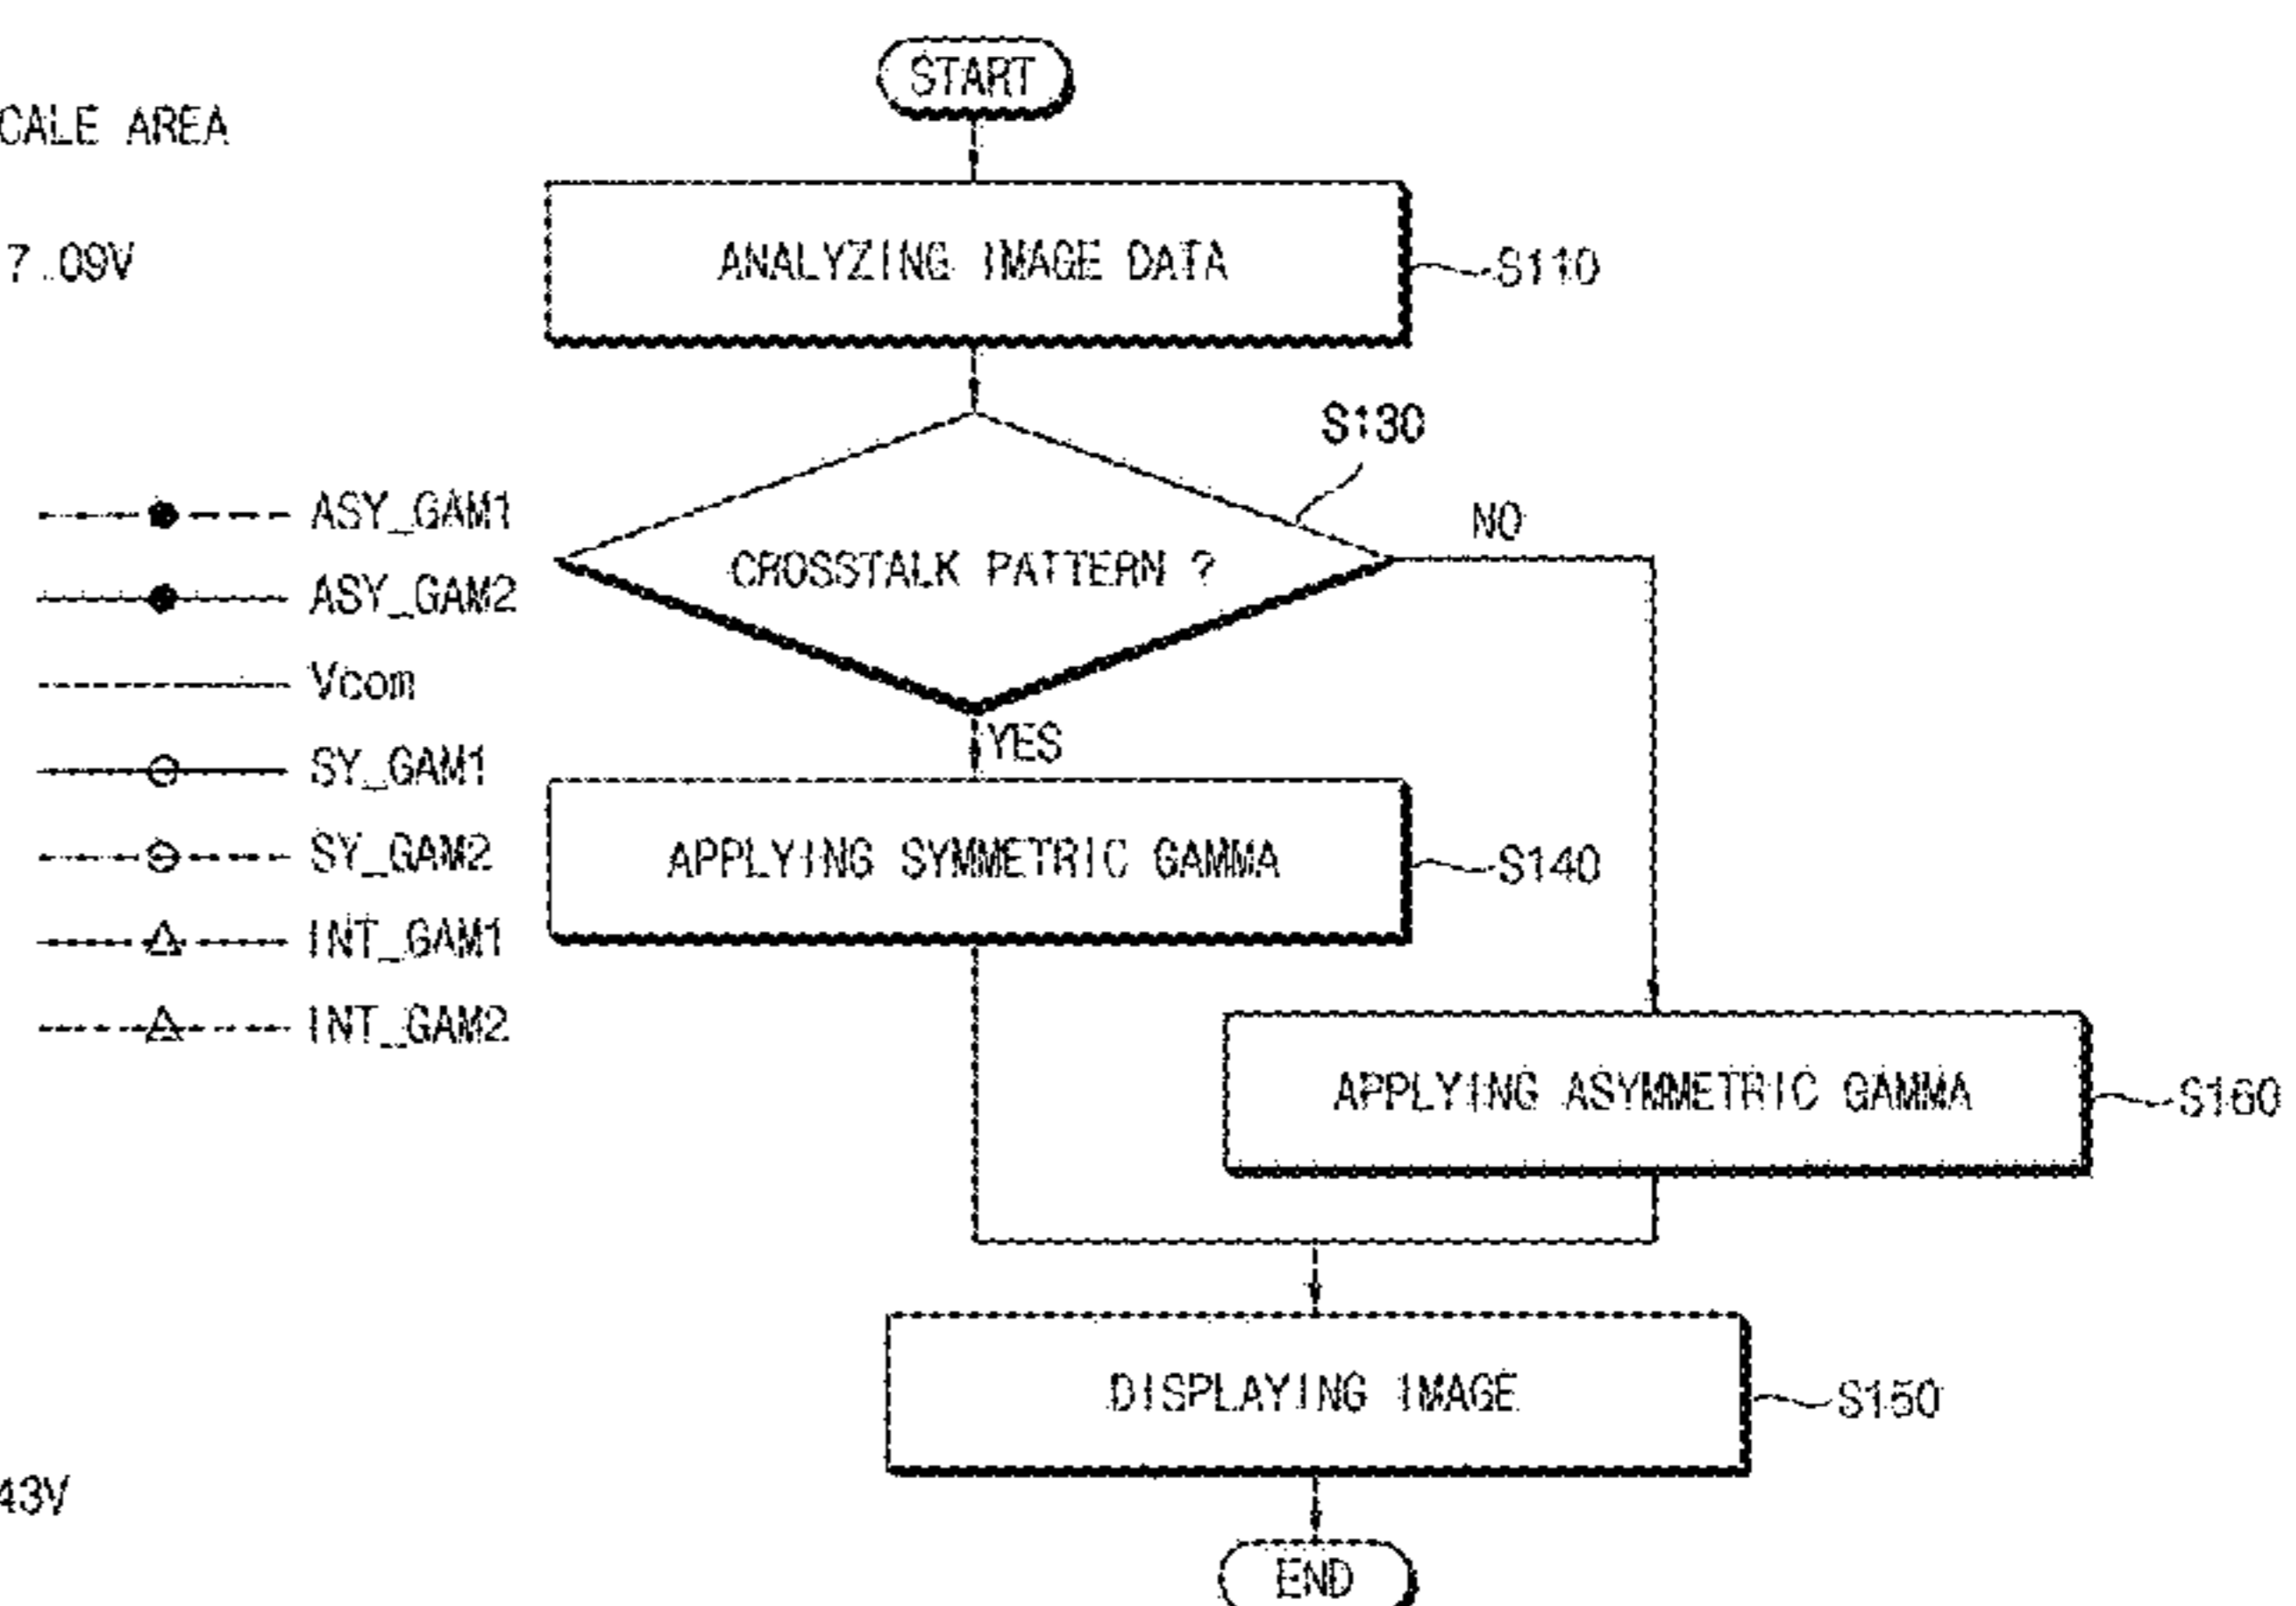 CALE AREA
7.09V
ASY_GAM1
ASY_GAM2
Vcom
SY_GAM1
SY_GAM2
INT_GAM1
INT_GAM2
43V
START
ANALYZING IMAGE DATA
S110
S130
CROSSTALK PATTERN ?
NO
YES
APPLYING SYMMETRIC GAMMA
S140
APPLYING ASYMMETRIC GAMMA
S160
DISPLAYING IMAGE
S150
END